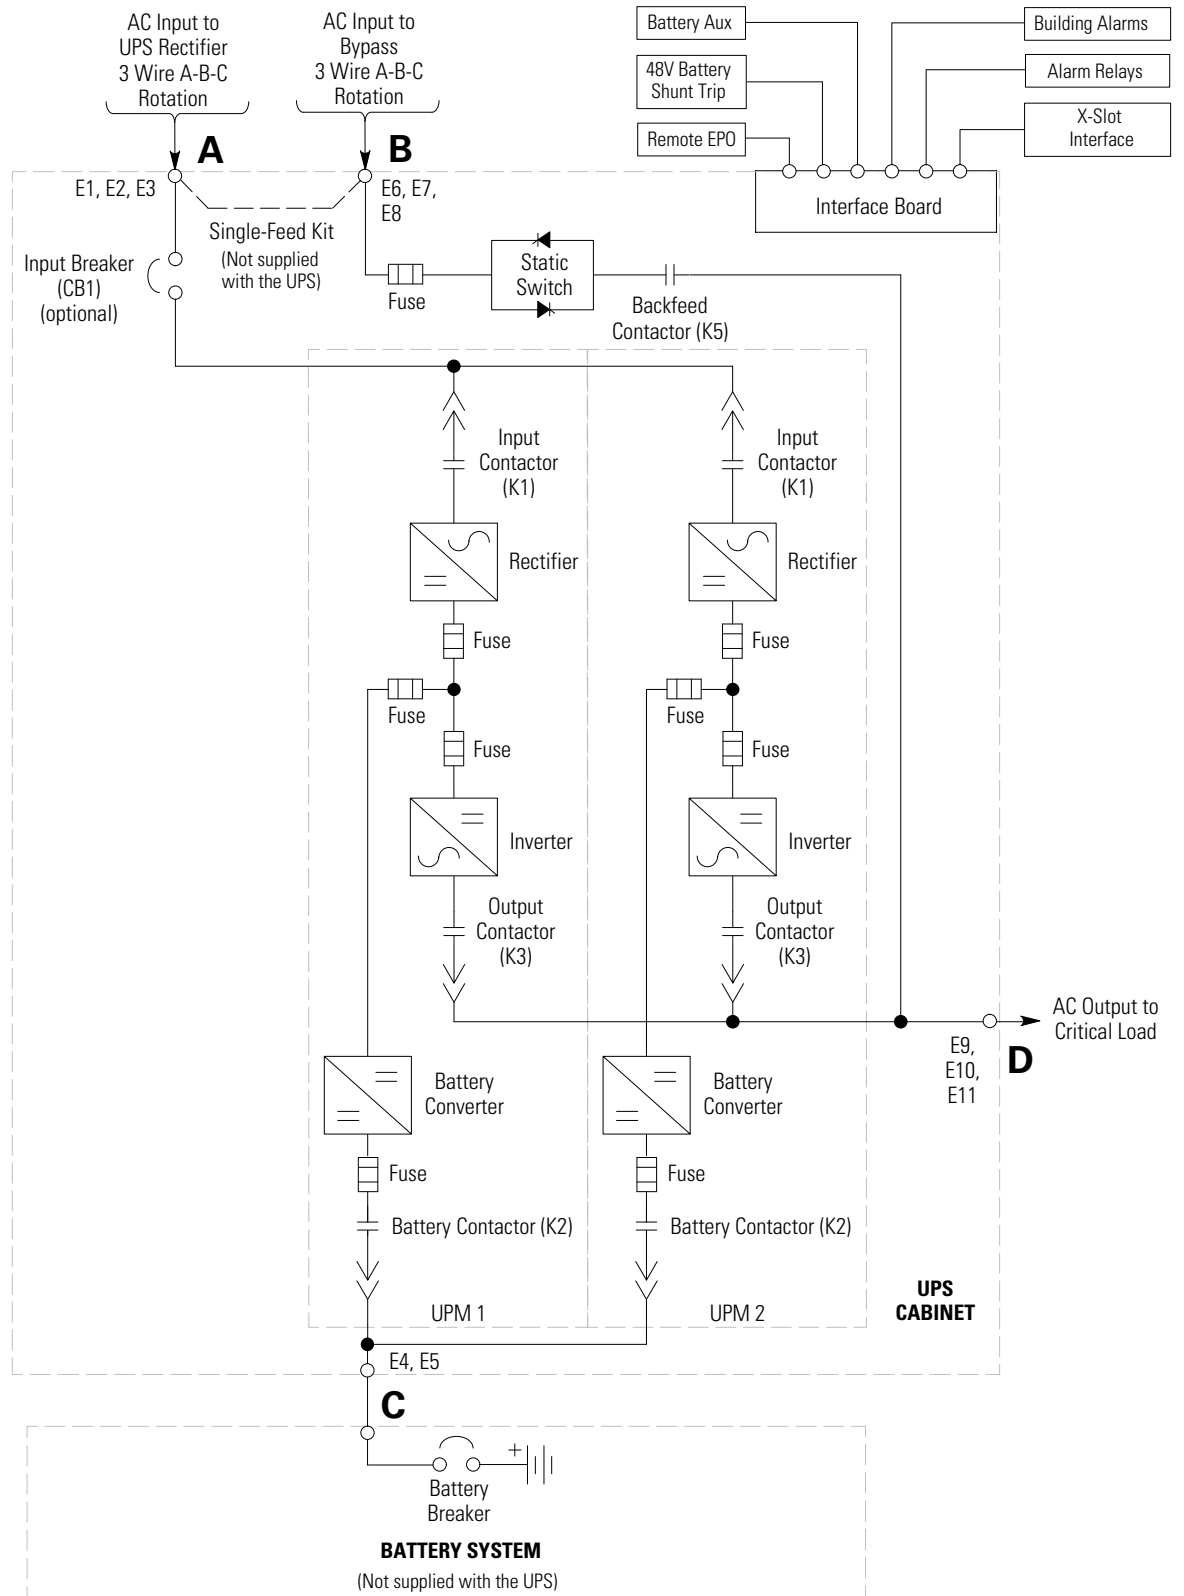 AC Input to
UPS Rectifier
3 Wire A-B-C
Rotation
AC Input to
Bypass
3 Wire A-B-C
Rotation
Battery Aux
48V Battery
Shunt Trip
Remote EPO
Building Alarms
Alarm Relays
X-Slot
Interface
A
B
E1, E2, E3
E6, E7,
E8
Interface Board
Single-Feed Kit
(Not supplied
with the UPS)
Input Breaker
(CB1)
(optional)
Fuse
Static
Switch
Backfeed
Contactor (K5)
Input
Contactor
(K1)
Input
Contactor
(K1)
Rectifier
Rectifier
Fuse
Fuse
Fuse
Fuse
Fuse
Fuse
Inverter
Inverter
Output
Contactor
(K3)
Output
Contactor
(K3)
AC Output to
Critical Load
E9,
E10,
E11
D
Battery
Converter
Battery
Converter
Fuse
Fuse
Battery Contactor (K2)
Battery Contactor (K2)
UPM 1
UPM 2
UPS
CABINET
E4, E5
C
+
Battery
Breaker
BATTERY SYSTEM
(Not supplied with the UPS)